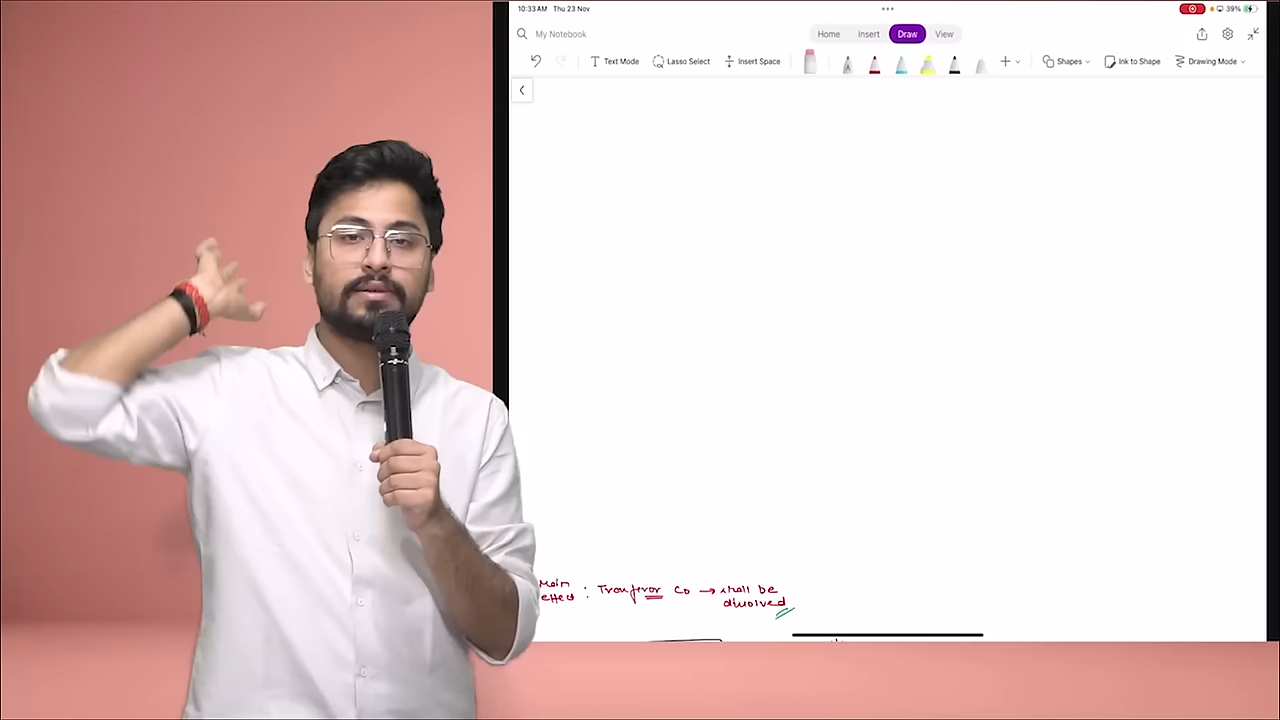 10:33 AM Thu 23 Nov
39%
My Notebook
Home Insert Draw View
Text Mode Lasso Select Insert Space Shapes Ink to Shape Drawing Mode
Main
effect : Tranferor Co → shall be
dissolved